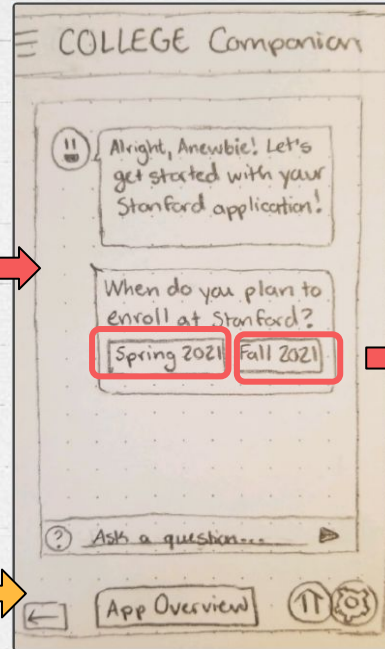 COLLEGE Companion
Alright, Anewbie! Let's
get started with your
Stanford application!
When do you plan to
enroll at Stanford?
Spring 2021 Fall 2021
? Ask a question...
App Overview